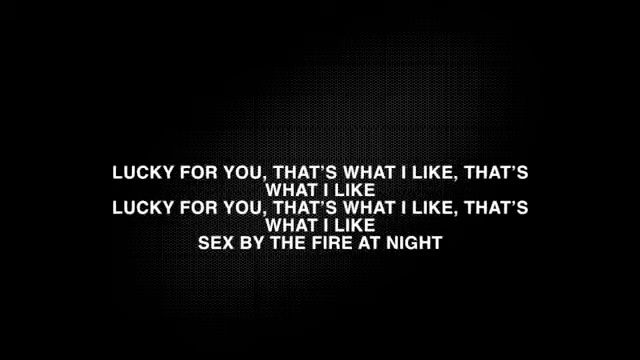 LUCKY FOR YOU, THAT'S WHAT I LIKE, THAT'S
WHAT I LIKE
LUCKY FOR YOU, THAT'S WHAT I LIKE, THAT'S
WHAT I LIKE
SEX BY THE FIRE AT NIGHT